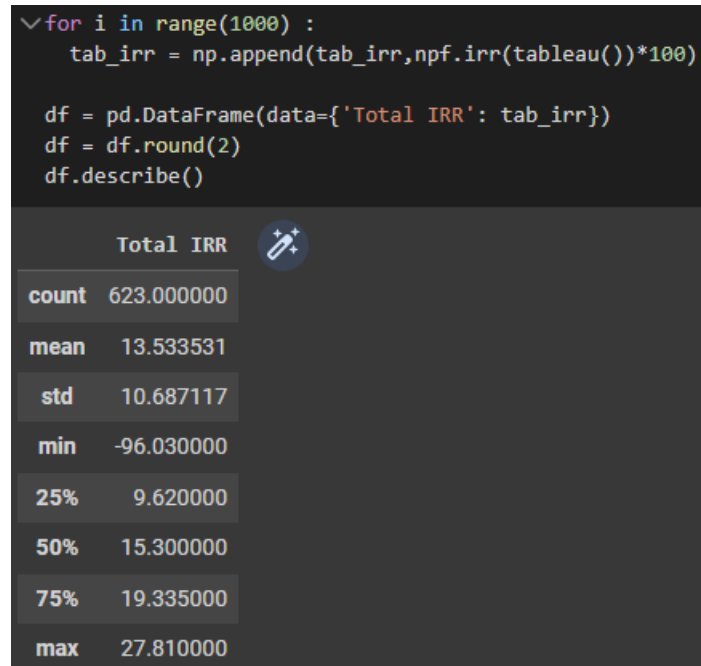 for i in range(1000) :
tab_irr = np.append(tab_irr,npf.irr(tableau())*100)
df = pd.DataFrame(data={'Total IRR': tab_irr})
df = df.round(2)
df.describe()
Total IRR
count 623.000000
mean 13.533531
std 10.687117
min -96.030000
25% 9.620000
50% 15.300000
75% 19.335000
max 27.810000